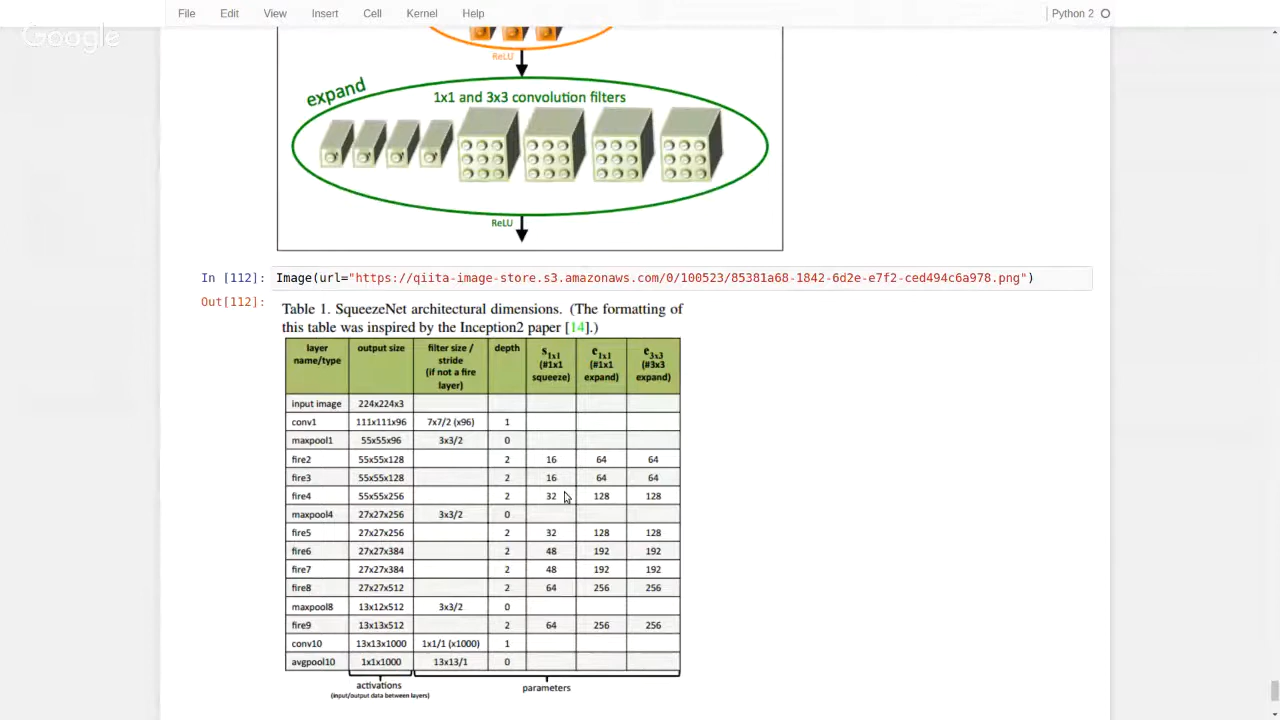 File Edit View Insert Cell Kernel Help Python 2
Google
ReLU
expand
1x1 and 3x3 convolution filters
ReLU
In [112]: Image(url="https://qiita-image-store.s3.amazonaws.com/0/100523/85381a68-1842-6d2e-e7f2-ced494c6a978.png")
Out[112]:
Table 1. SqueezeNet architectural dimensions. (The formatting of
this table was inspired by the Inception2 paper [14].)
layer name/type output size filter size / stride (if not a fire layer) depth s1x1 (#1x1 squeeze) e1x1 (#1x1 expand) e3x3 (#3x3 expand)
input image 224x224x3
conv1 111x111x96 7x7/2 (x96) 1
maxpool1 55x55x96 3x3/2 0
fire2 55x55x128 2 16 64 64
fire3 55x55x128 2 16 64 64
fire4 55x55x256 2 32 128 128
maxpool4 27x27x256 3x3/2 0
fire5 27x27x256 2 32 128 128
fire6 27x27x384 2 48 192 192
fire7 27x27x384 2 48 192 192
fire8 27x27x512 2 64 256 256
maxpool8 13x12x512 3x3/2 0
fire9 13x13x512 2 64 256 256
conv10 13x13x1000 1x1/1 (x1000) 1
avgpool10 1x1x1000 13x13/1 0
activations parameters
(input/output data between layers)